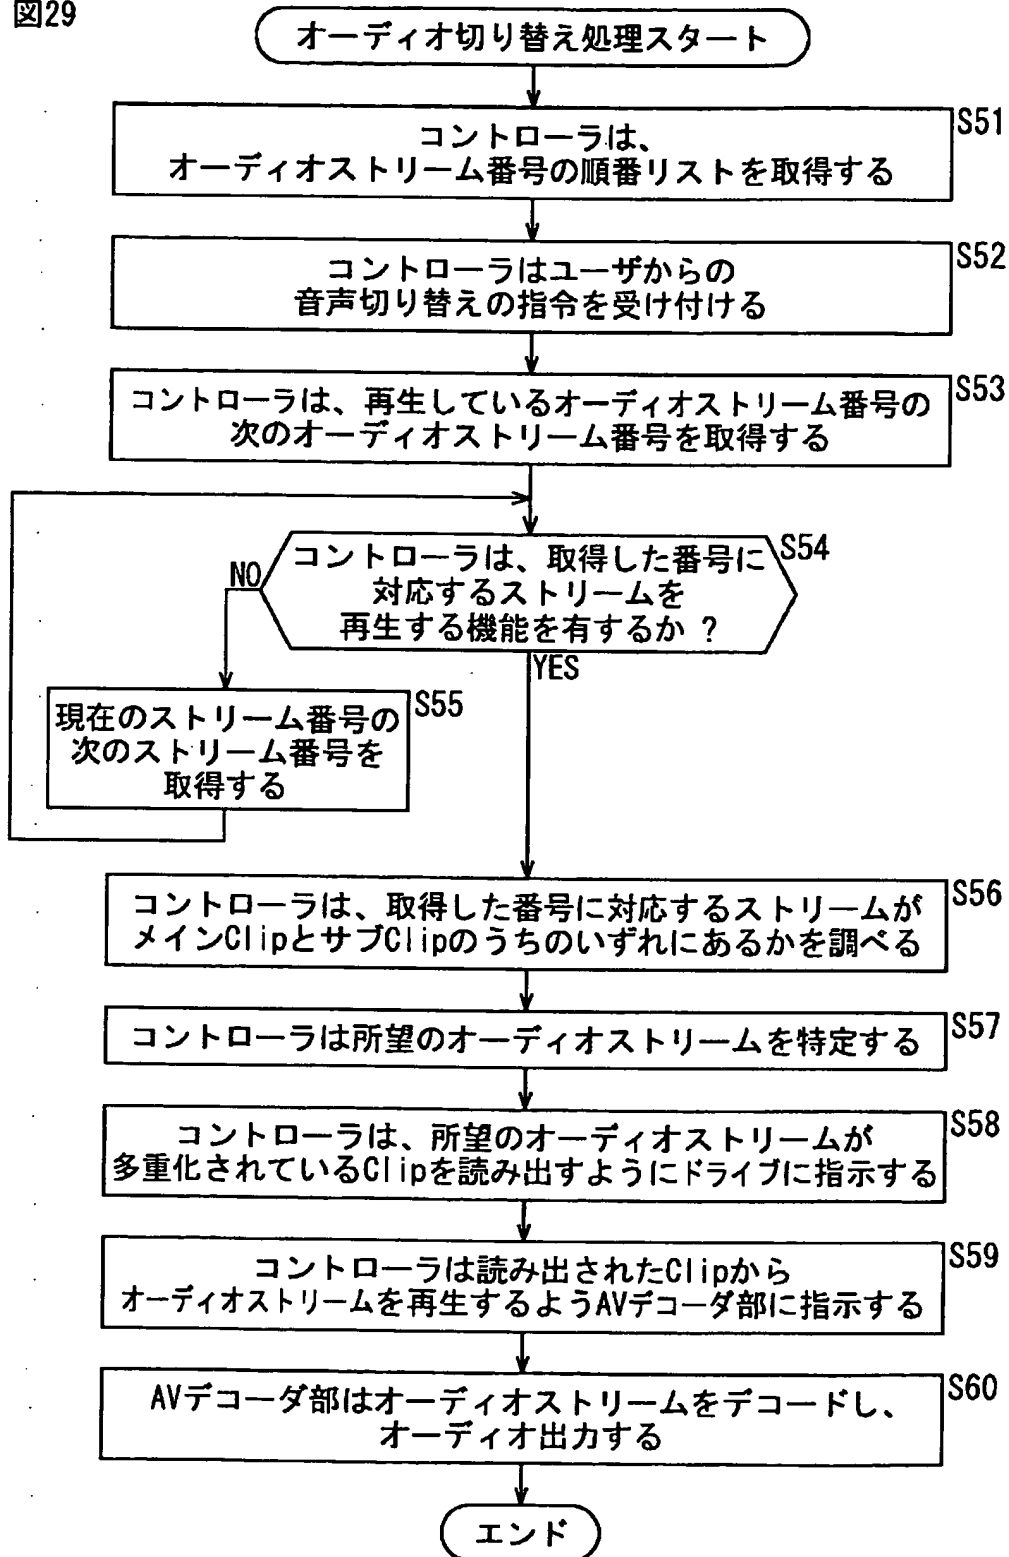 図29
オーディオ切り替え処理スタート
S51
コントローラは、
オーディオストリーム番号の順番リストを取得する
S52
コントローラはユーザからの
音声切り替えの指令を受け付ける
S53
コントローラは、再生しているオーディオストリーム番号の
次のオーディオストリーム番号を取得する
S54
コントローラは、取得した番号に
対応するストリームを
再生する機能を有するか?
NO
YES
S55
現在のストリーム番号の
次のストリーム番号を
取得する
S56
コントローラは、取得した番号に対応するストリームが
メインClipとサブClipのうちのいずれにあるかを調べる
S57
コントローラは所望のオーディオストリームを特定する
S58
コントローラは、所望のオーディオストリームが
多重化されているClipを読み出すようにドライブに指示する
S59
コントローラは読み出されたClipから
オーディオストリームを再生するようAVデコーダ部に指示する
S60
AVデコーダ部はオーディオストリームをデコードし、
オーディオ出力する
エンド